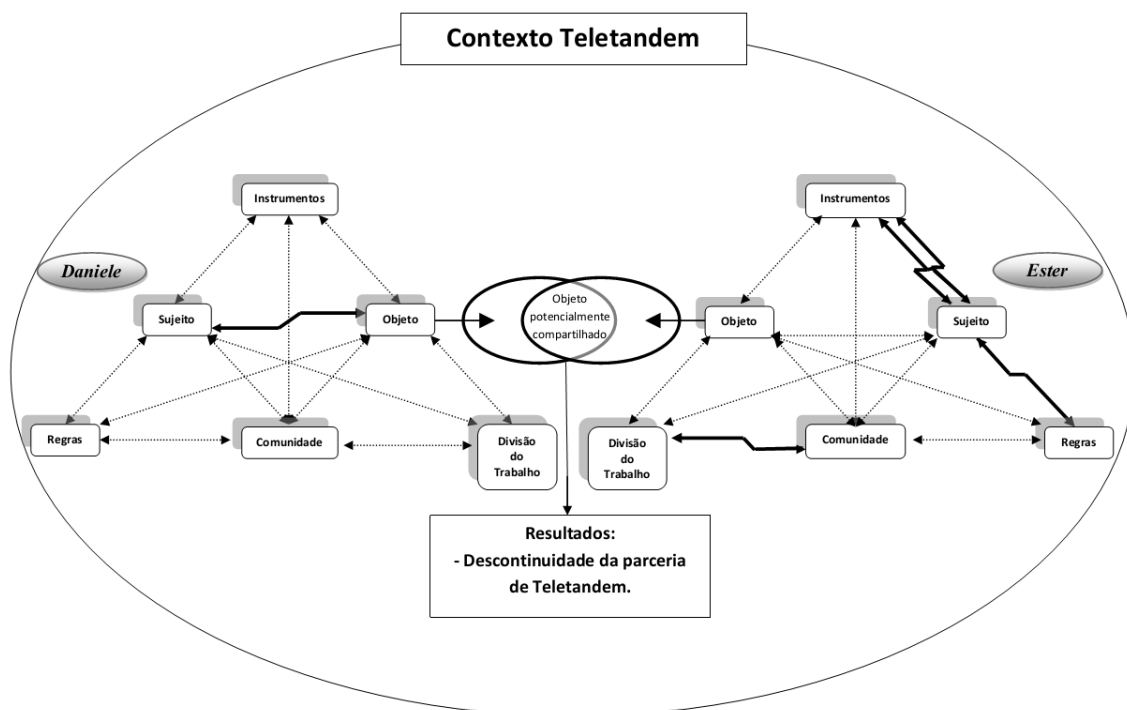 Contexto Teletandem
Instrumentos
Instrumentos
Daniele
Ester
Objeto
potencialmente
compartilhado
Sujeito
Objeto
Objeto
Sujeito
Regras
Comunidade
Divisão
do
Trabalho
Divisão
do
Trabalho
Comunidade
Regras
Resultados:
- Descontinuidade da parceria
de Teletandem.